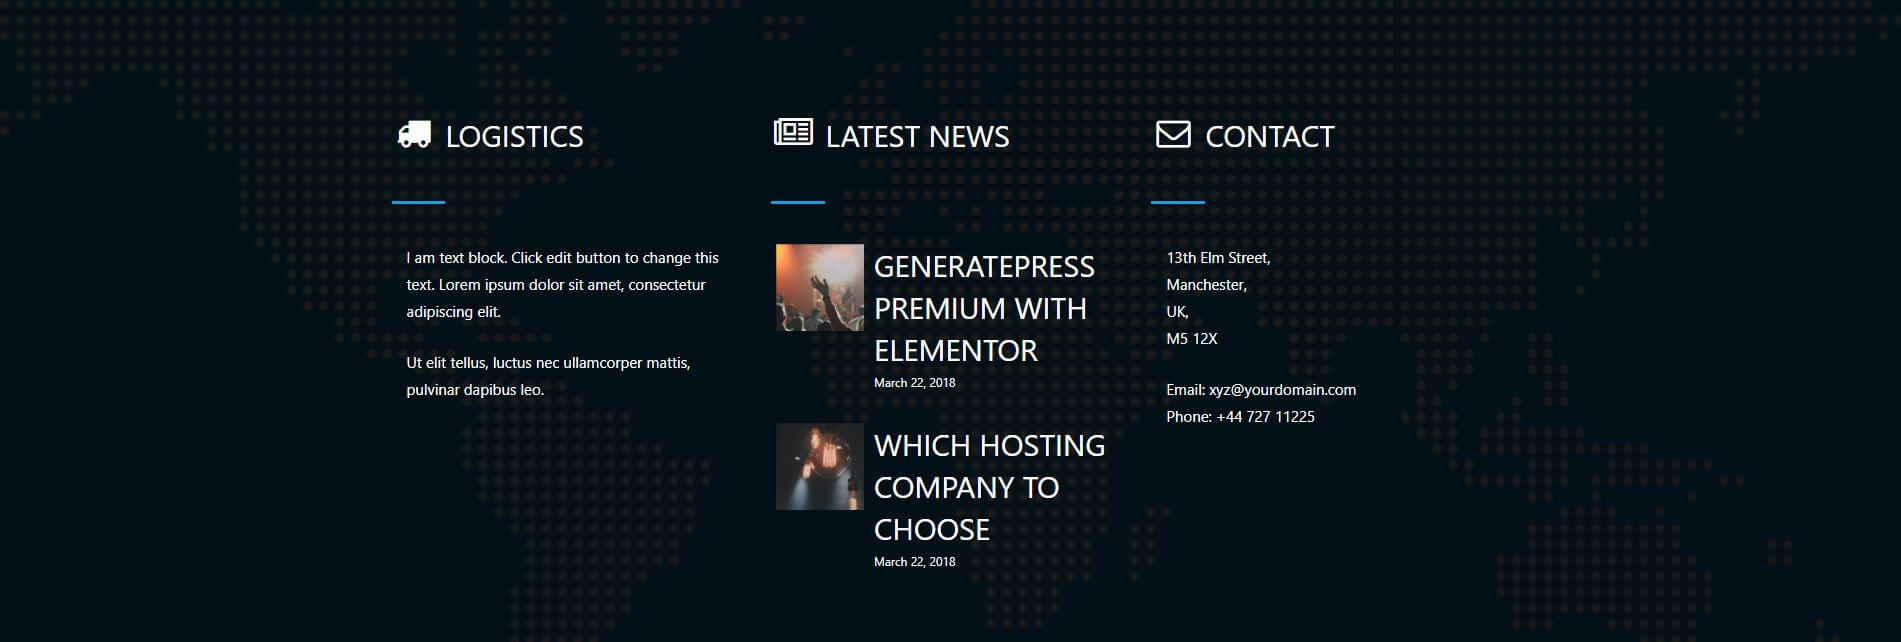 LOGISTICS
I am text block. Click edit button to change this
text. Lorem ipsum dolor sit amet, consectetur
adipiscing elit.
Ut elit tellus, luctus nec ullamcorper mattis,
pulvinar dapibus leo.
LATEST NEWS
GENERATEPRESS
PREMIUM WITH
ELEMENTOR
March 22, 2018
WHICH HOSTING
COMPANY TO
CHOOSE
March 22, 2018
CONTACT
13th Elm Street,
Manchester,
UK,
M5 12X
Email: xyz@yourdomain.com
Phone: +44 727 11225